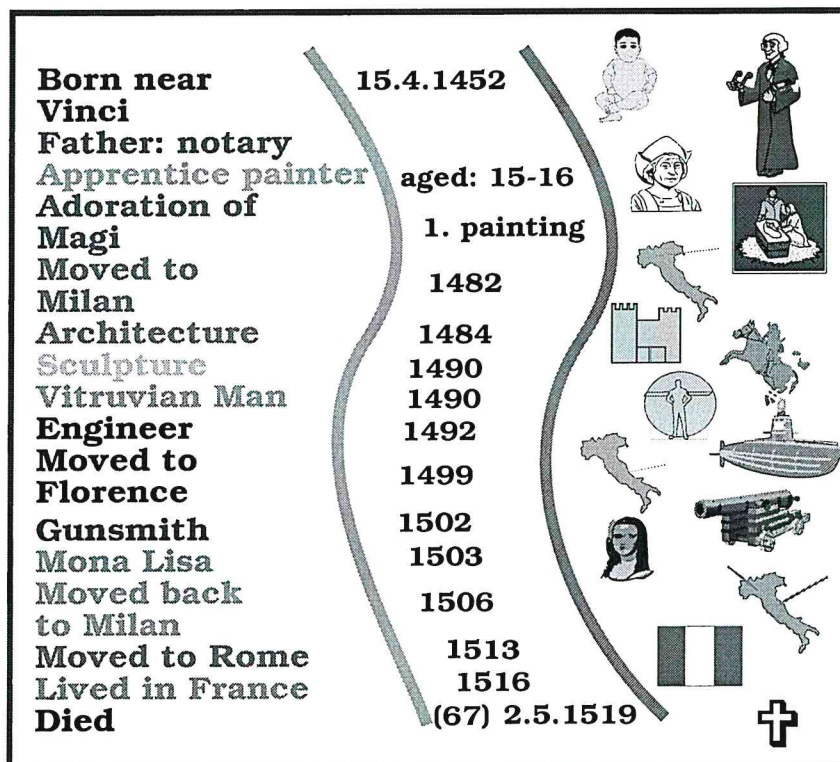 Born near 15.4.1452
Vinci
Father: notary
Apprentice painter aged: 15-16
Adoration of
Magi 1. painting
Moved to
Milan 1482
Architecture 1484
Sculpture 1490
Vitruvian Man 1490
Engineer 1492
Moved to
Florence 1499
Gunsmith 1502
Mona Lisa 1503
Moved back
to Milan 1506
Moved to Rome 1513
Lived in France 1516
Died (67) 2.5.1519